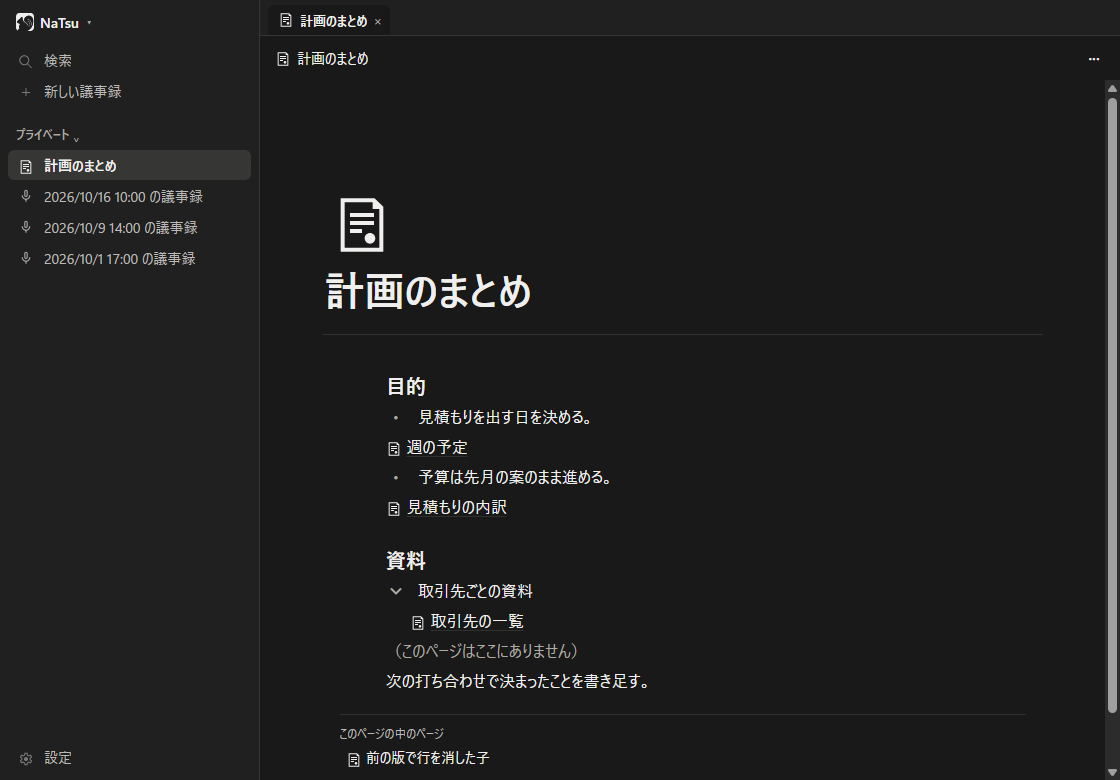 NaTsu
検索
新しい議事録
プライベート
計画のまとめ
2026/10/16 10:00 の議事録
2026/10/9 14:00 の議事録
2026/10/1 17:00 の議事録
設定
計画のまとめ ×
計画のまとめ
計画のまとめ
目的
• 見積もりを出す日を決める。
週の予定
• 予算は先月の案のまま進める。
見積もりの内訳
資料
取引先ごとの資料
取引先の一覧
（このページはここにありません）
次の打ち合わせで決まったことを書き足す。
このページの中のページ
前の版で行を消した子